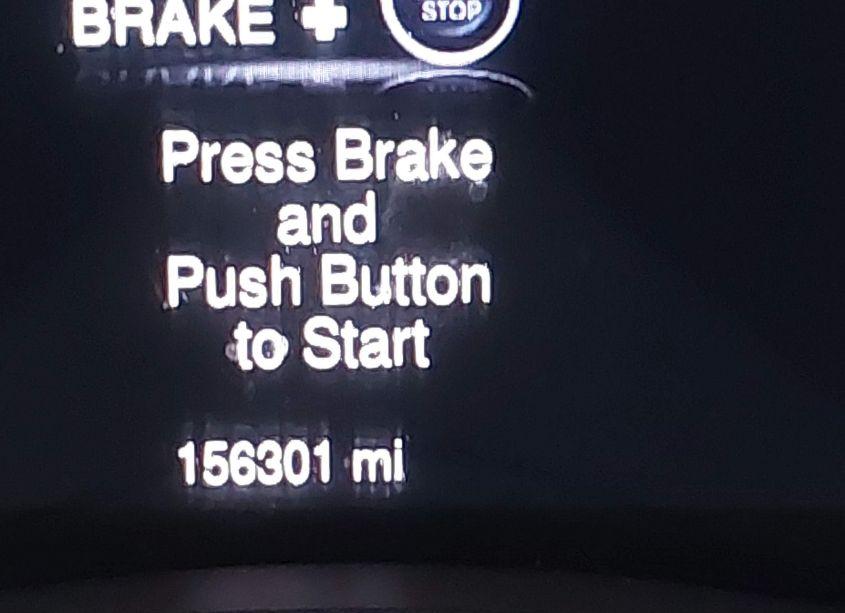 BRAKE + STOP
Press Brake
and
Push Button
to Start
156301 mi